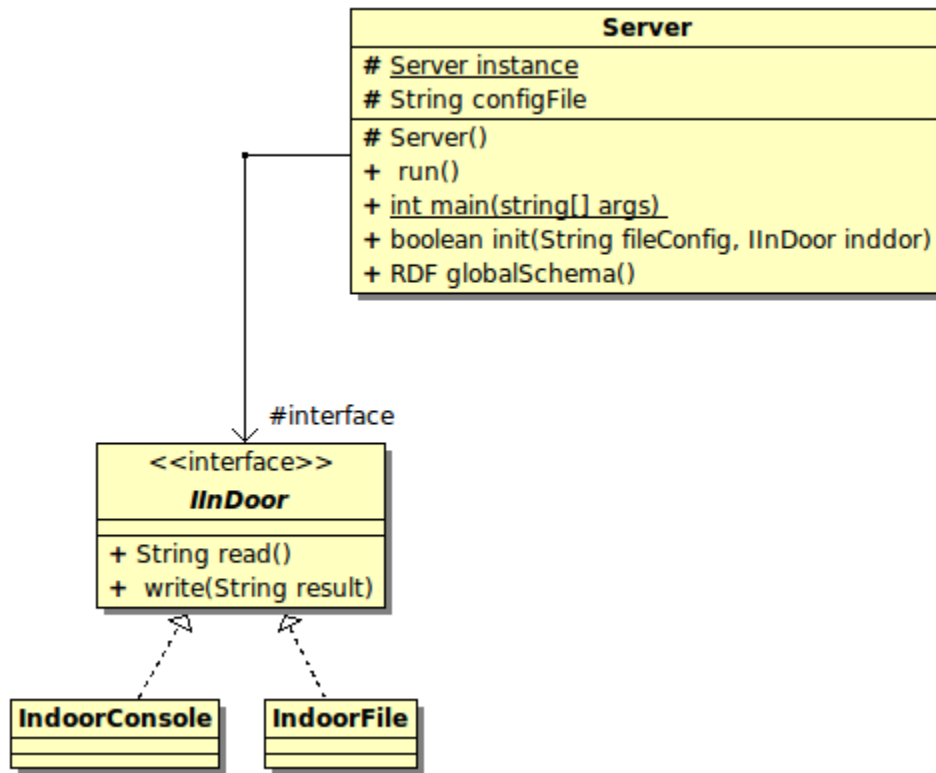 Server
# Server instance
# String configFile
# Server()
+ run()
+ int main(string[] args)
+ boolean init(String fileConfig, IInDoor inddor)
+ RDF globalSchema()
#interface
<<interface>>
IInDoor
+ String read()
+ write(String result)
IndoorConsole
IndoorFile